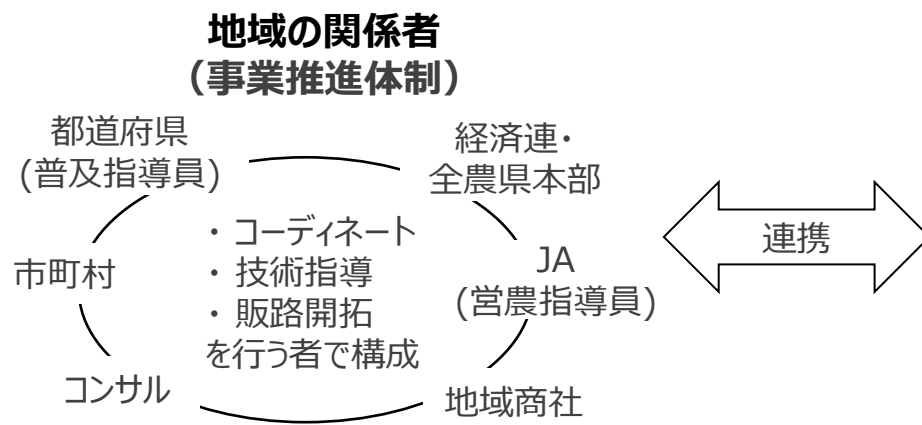 地域の関係者
（事業推進体制）
都道府県
(普及指導員)
経済連・
全農県本部
市町村
・ コーディネート
・ 技術指導
・ 販路開拓
を行う者で構成
JA
(営農指導員)
コンサル
地域商社
連携